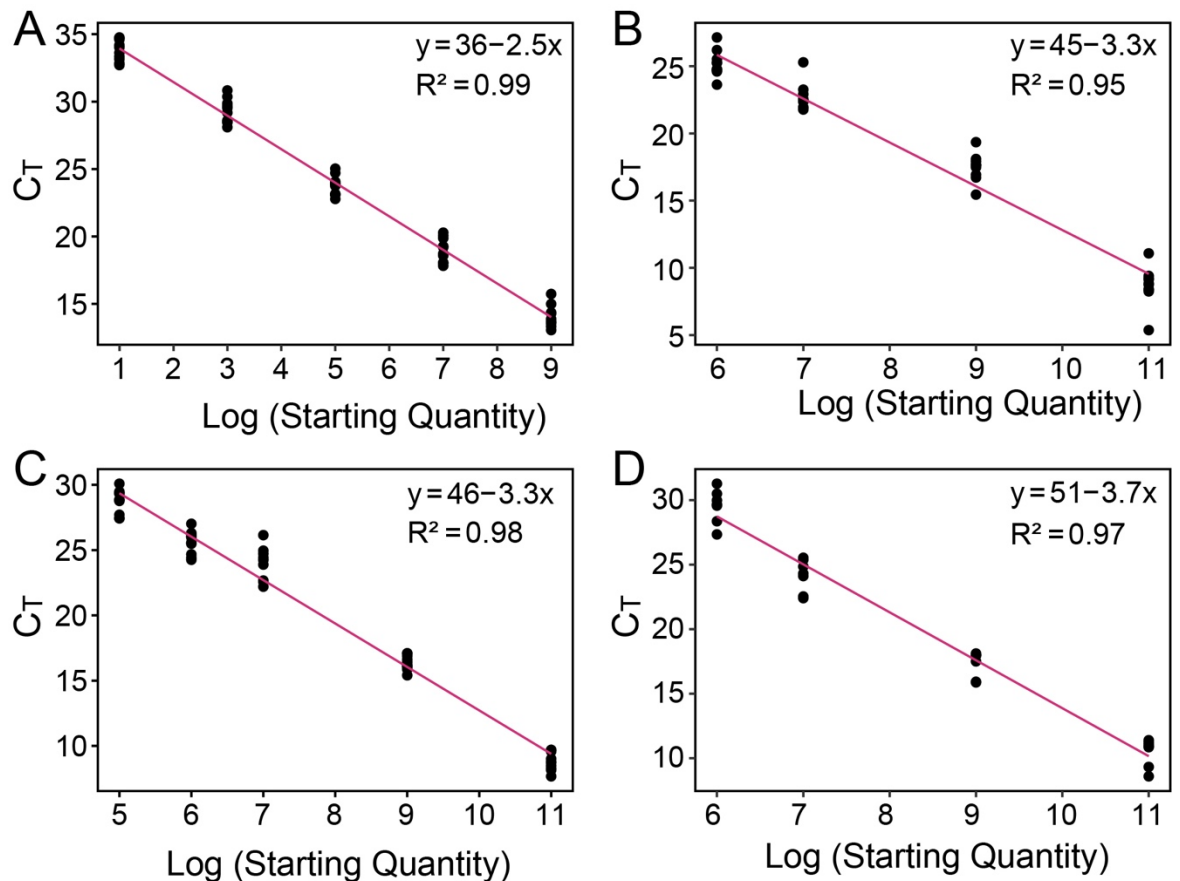 A
y = 36−2.5x
R² = 0.99
35
30
25
20
15
CT
1 2 3 4 5 6 7 8 9
Log (Starting Quantity)
B
y = 45−3.3x
R² = 0.95
25
20
15
10
5
CT
6 7 8 9 10 11
Log (Starting Quantity)
C
y = 46−3.3x
R² = 0.98
30
25
20
15
10
CT
5 6 7 8 9 10 11
Log (Starting Quantity)
D
y = 51−3.7x
R² = 0.97
30
25
20
15
10
CT
6 7 8 9 10 11
Log (Starting Quantity)